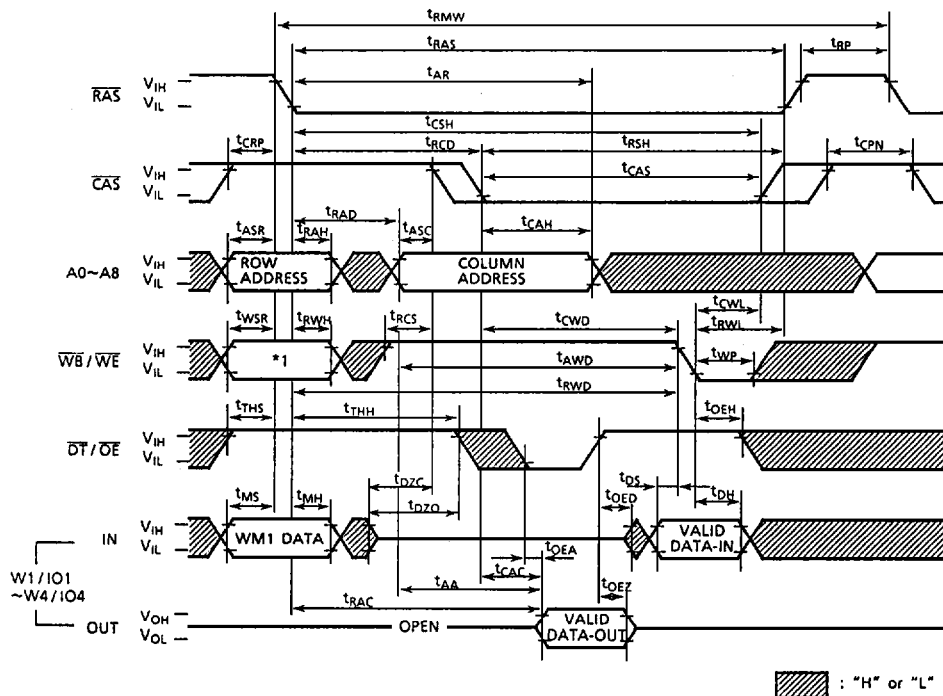 tRMW
tRAS tRP
tAR
RAS VIH
VIL
tCSH
tCRP tRCD tRSH tCPN
CAS VIH
VIL
tCAS
tRAD
tASR tRAH tASC tCAH
A0~A8 VIH
VIL
ROW ADDRESS
COLUMN ADDRESS
tCWL
tWSR tRWH tRCS tCWD tRWL
WB/WE VIH
VIL
*1
tAWD tWP
tRWD
tTHS tTHH tOEH
DT/OE VIH
VIL
tDZC tDS
tMS tMH tDZO tOED tDH
IN VIH
VIL
WM1 DATA
VALID DATA-IN
tOEA
W1/IO1
~W4/IO4
tCAC
tAA tOEZ
tRAC
OUT VOH
VOL
OPEN
VALID DATA-OUT
: "H" or "L"